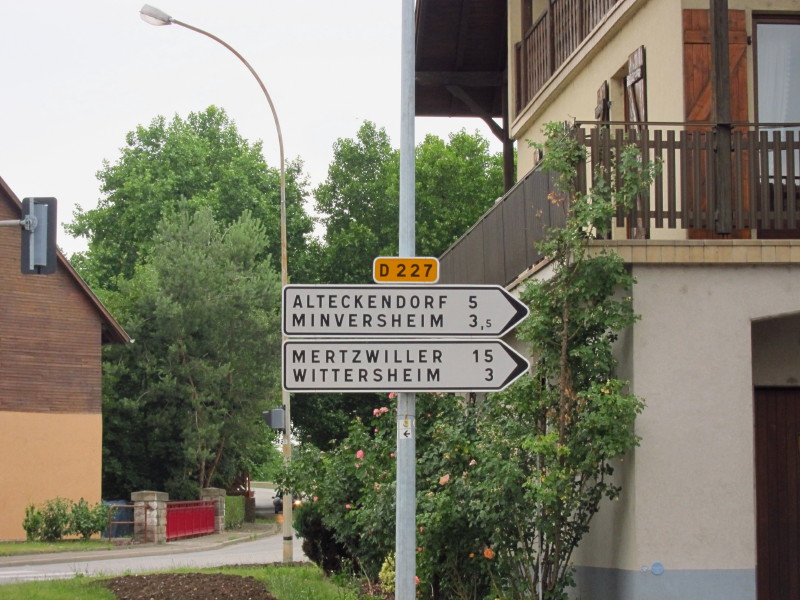 D 227
ALTECKENDORF 5
MINVERSHEIM 3,5
MERTZWILLER 15
WITTERSHEIM 3